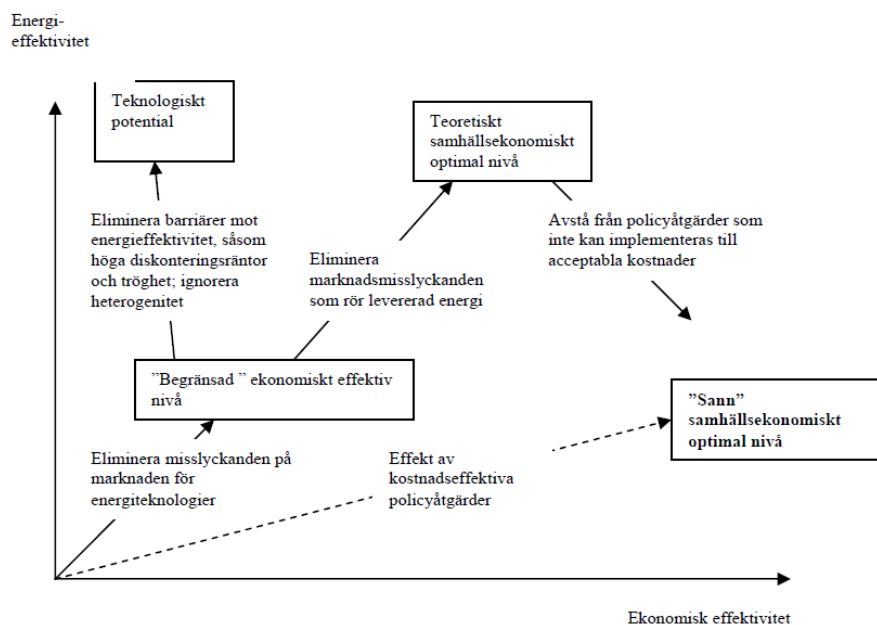 Energi-
effektivitet
Teknologiskt
potential
Teoretiskt
samhällsekonomiskt
optimal nivå
Eliminera barriärer mot
energieffektivitet, såsom
höga diskonteringsräntor
och tröghet; ignorera
heterogenitet
Eliminera
marknadsmisslyckanden
som rör levererad energi
Avstå från policyåtgärder som
inte kan implementeras till
acceptabla kostnader
”Begränsad ” ekonomiskt effektiv
nivå
”Sann”
samhällsekonomiskt
optimal nivå
Eliminera misslyckanden på
marknaden för
energiteknologier
Effekt av
kostnadseffektiva
policyåtgärder
Ekonomisk effektivitet